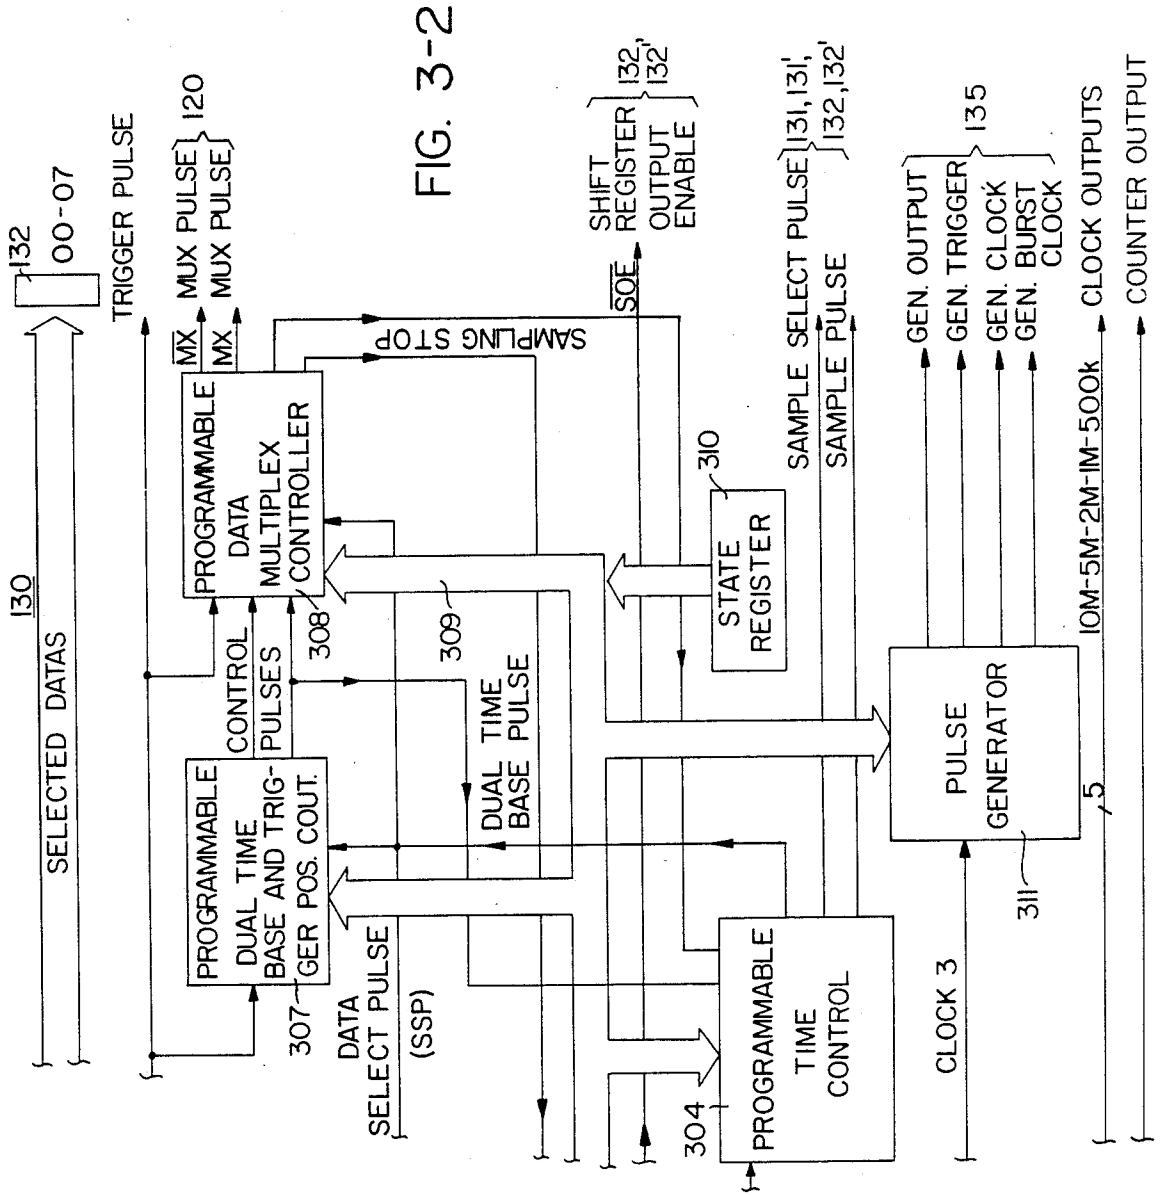 130
SELECTED DATAS
132
00-07
TRIGGER PULSE
MX MUX PULSE
MX MUX PULSE
120
PROGRAMMABLE
DATA
MULTIPLEX
CONTROLLER
308
CONTROL
PULSES
PROGRAMMABLE
DUAL TIME
BASE AND TRIG-
GER POS. COUT.
307
309
DATA
SELECT PULSE
(SSP)
DUAL TIME
BASE PULSE
SAMPLING STOP
FIG. 3-2
SOE
SHIFT
REGISTER
OUTPUT
ENABLE
132,
132'
STATE
REGISTER
310
SAMPLE SELECT PULSE
SAMPLE PULSE
131,131',
132,132'
304
PROGRAMMABLE
TIME
CONTROL
PULSE
GENERATOR
311
CLOCK 3
GEN. OUTPUT
GEN. TRIGGER
GEN. CLOCK
GEN. BURST
CLOCK
135
5
10M-5M-2M-1M-500k
CLOCK OUTPUTS
COUNTER OUTPUT